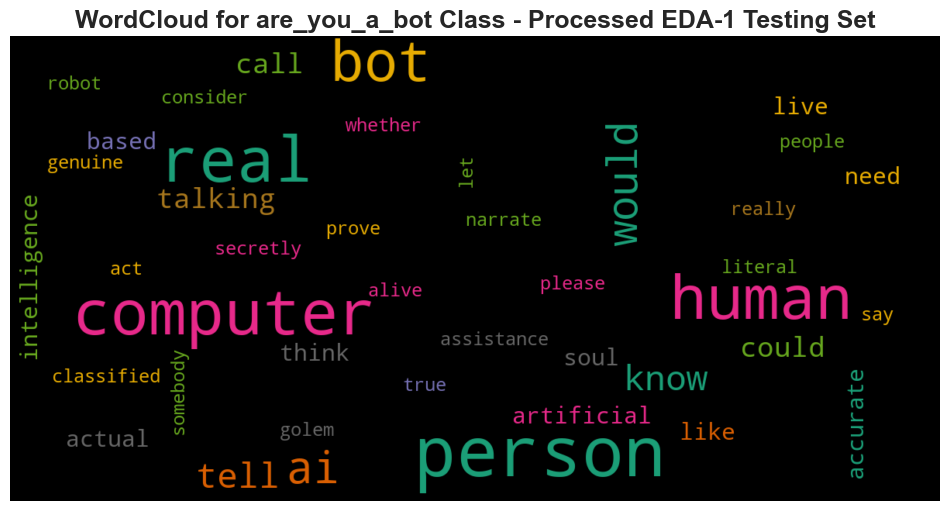 WordCloud for are_you_a_bot Class - Processed EDA-1 Testing Set
call
bot
robot
consider
live
whether
based
real
would
people
genuine
let
need
talking
intelligence
narrate
really
prove
secretly
act
literal
computer
alive
please
human
say
assistance
think
soul
could
classified
somebody
true
know
accurate
artificial
actual
golem
like
person
tell
ai